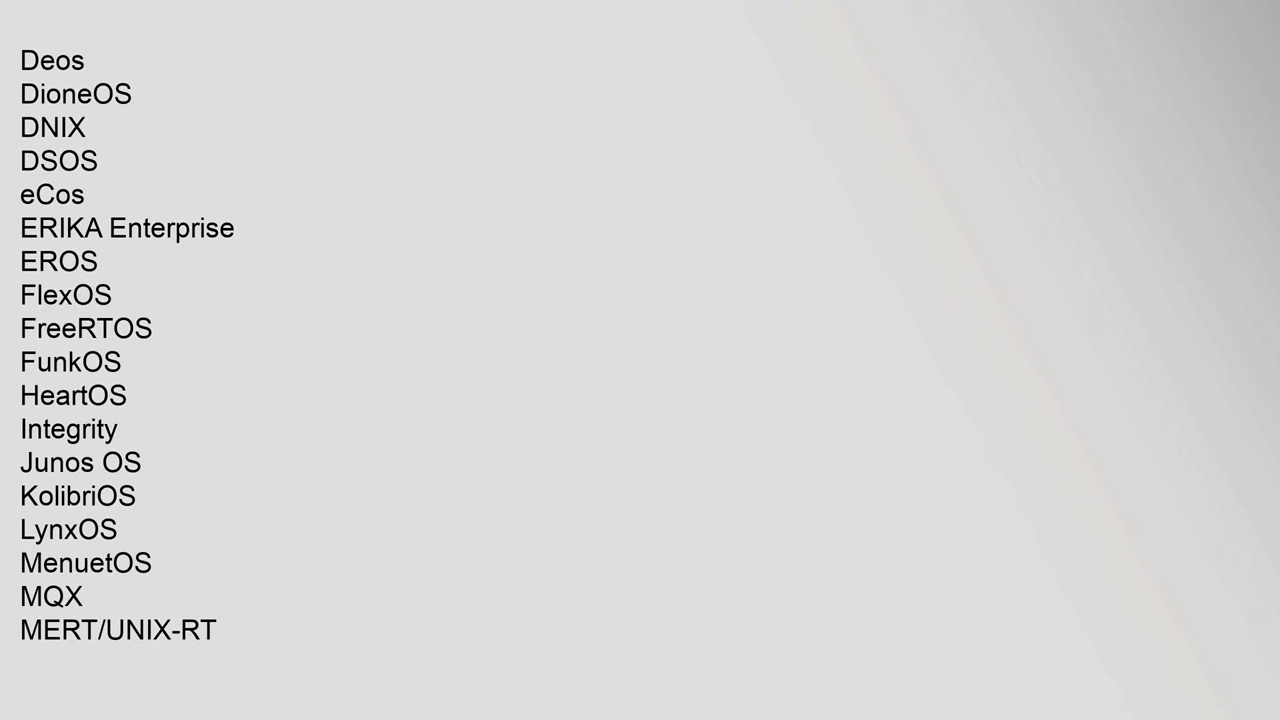 Deos
DioneOS
DNIX
DSOS
eCos
ERIKA Enterprise
EROS
FlexOS
FreeRTOS
FunkOS
HeartOS
Integrity
Junos OS
KolibriOS
LynxOS
MenuetOS
MQX
MERT/UNIX-RT